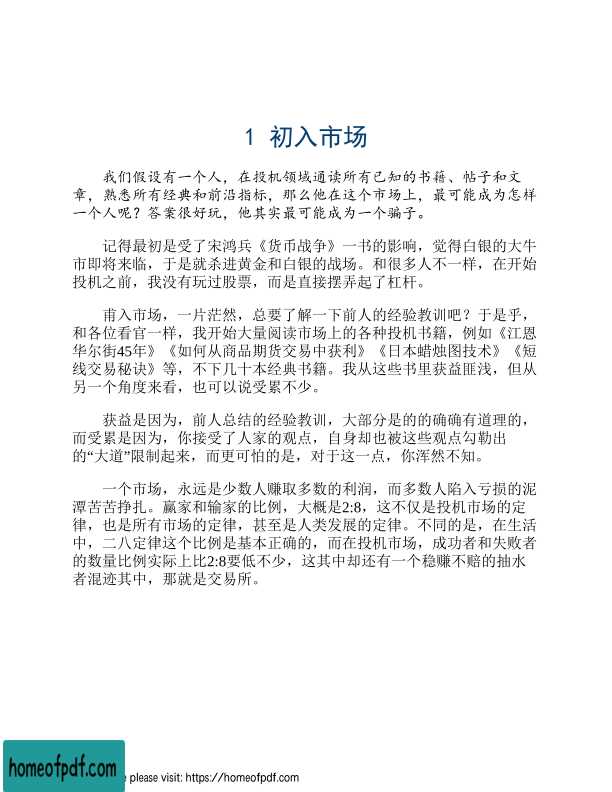 1 初入市场
我们假设有一个人，在投机领域通读所有已知的书籍、帖子和文
章，熟悉所有经典和前沿指标，那么他在这个市场上，最可能成为怎样
一个人呢？答案很好玩，他其实最可能成为一个骗子。
记得最初是受了宋鸿兵《货币战争》一书的影响，觉得白银的大牛
市即将来临，于是就杀进黄金和白银的战场。和很多人不一样，在开始
投机之前，我没有玩过股票，而是直接摆弄起了杠杆。
甫入市场，一片茫然，总要了解一下前人的经验教训吧？于是乎，
和各位看官一样，我开始大量阅读市场上的各种投机书籍，例如《江恩
华尔街45年》《如何从商品期货交易中获利》《日本蜡烛图技术》《短
线交易秘诀》等，不下几十本经典书籍。我从这些书里获益匪浅，但从
另一个角度来看，也可以说受累不少。
获益是因为，前人总结的经验教训，大部分是的的确确有道理的，
而受累是因为，你接受了人家的观点，自身却也被这些观点勾勒出
的“大道”限制起来，而更可怕的是，对于这一点，你浑然不知。
一个市场，永远是少数人赚取多数的利润，而多数人陷入亏损的泥
潭苦苦挣扎。赢家和输家的比例，大概是2:8，这不仅是投机市场的定
律，也是所有市场的定律，甚至是人类发展的定律。不同的是，在生活
中，二八定律这个比例是基本正确的，而在投机市场，成功者和失败者
的数量比例实际上比2:8要低不少，这其中却还有一个稳赚不赔的抽水
者混迹其中，那就是交易所。
homeofpdf.com
e please visit: https://homeofpdf.com